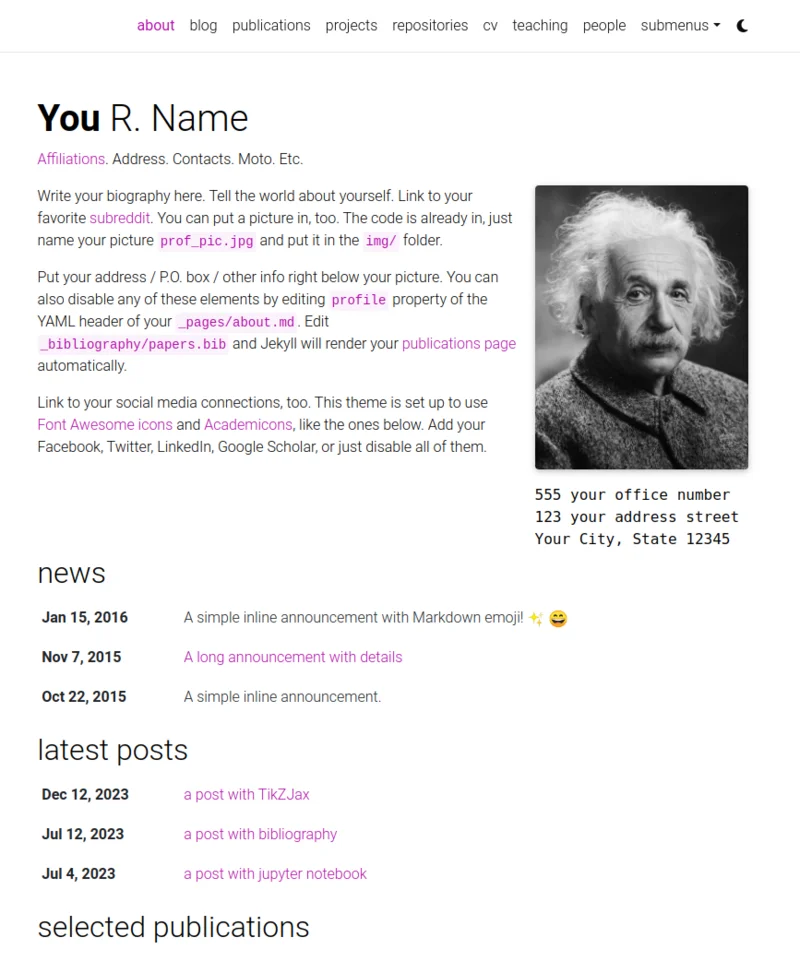 about blog publications projects repositories cv teaching people submenus
You R. Name
Affiliations. Address. Contacts. Moto. Etc.
Write your biography here. Tell the world about yourself. Link to your
favorite subreddit. You can put a picture in, too. The code is already in, just
name your picture prof_pic.jpg and put it in the img/ folder.
Put your address / P.O. box / other info right below your picture. You can
also disable any of these elements by editing profile property of the
YAML header of your _pages/about.md. Edit
_bibliography/papers.bib and Jekyll will render your publications page
automatically.
Link to your social media connections, too. This theme is set up to use
Font Awesome icons and Academicons, like the ones below. Add your
Facebook, Twitter, LinkedIn, Google Scholar, or just disable all of them.
555 your office number
123 your address street
Your City, State 12345
news
Jan 15, 2016 A simple inline announcement with Markdown emoji! ✨ 😄
Nov 7, 2015 A long announcement with details
Oct 22, 2015 A simple inline announcement.
latest posts
Dec 12, 2023 a post with TikZJax
Jul 12, 2023 a post with bibliography
Jul 4, 2023 a post with jupyter notebook
selected publications